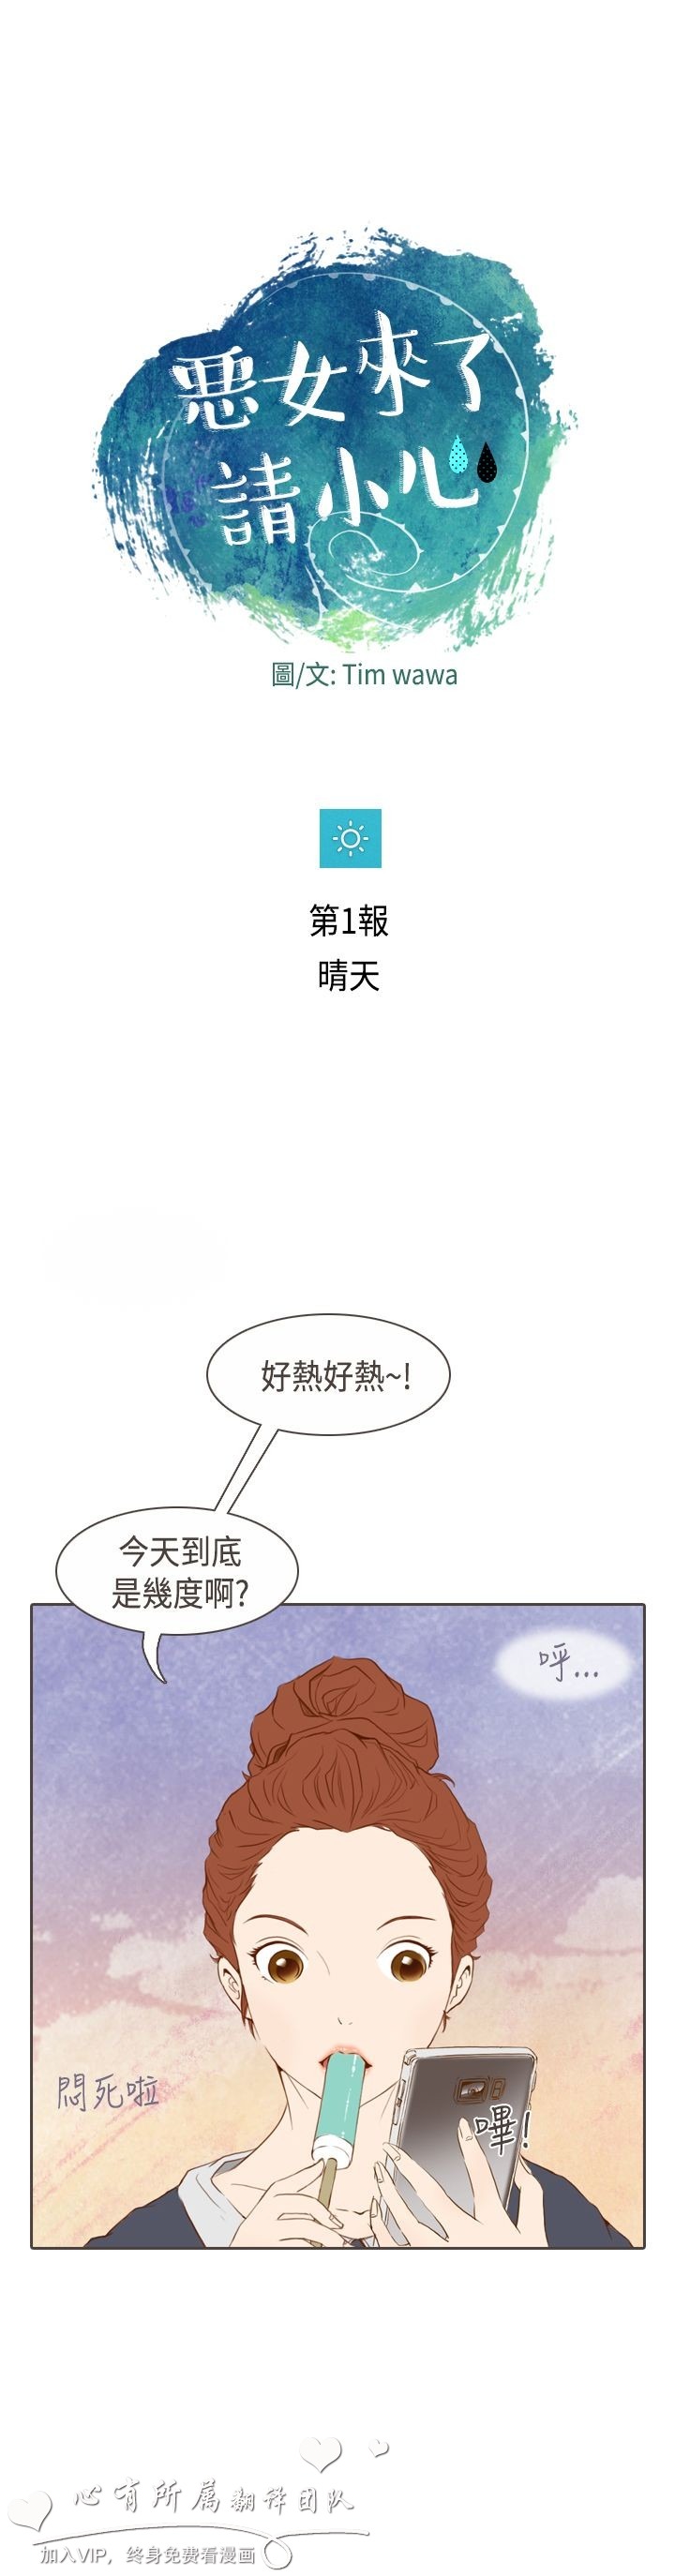 惡女來了
請小心
圖/文: Tim wawa
第1報
晴天
好熱好熱~!
今天到底
是幾度啊?
呼...
悶死啦
嗶!
心有所属翻译团队
加入VIP，终身免费看漫画